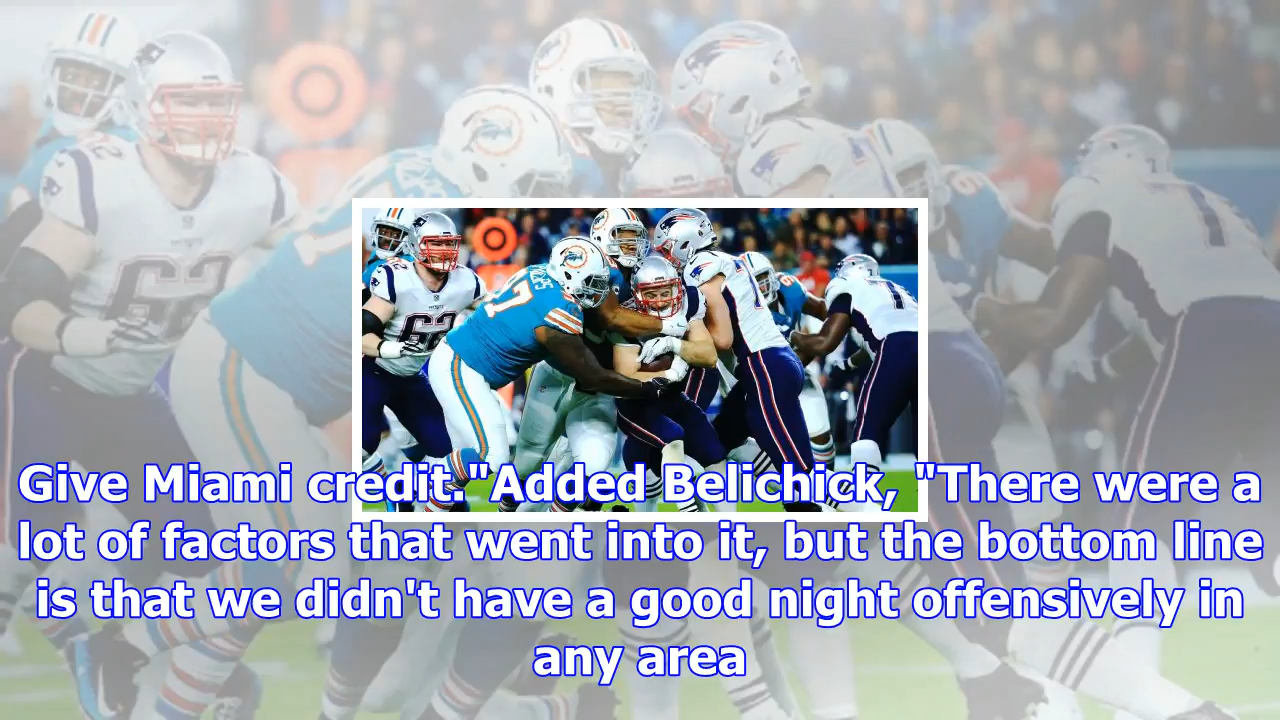 Give Miami credit."Added Belichick, "There were a
lot of factors that went into it, but the bottom line
is that we didn't have a good night offensively in
any area
62